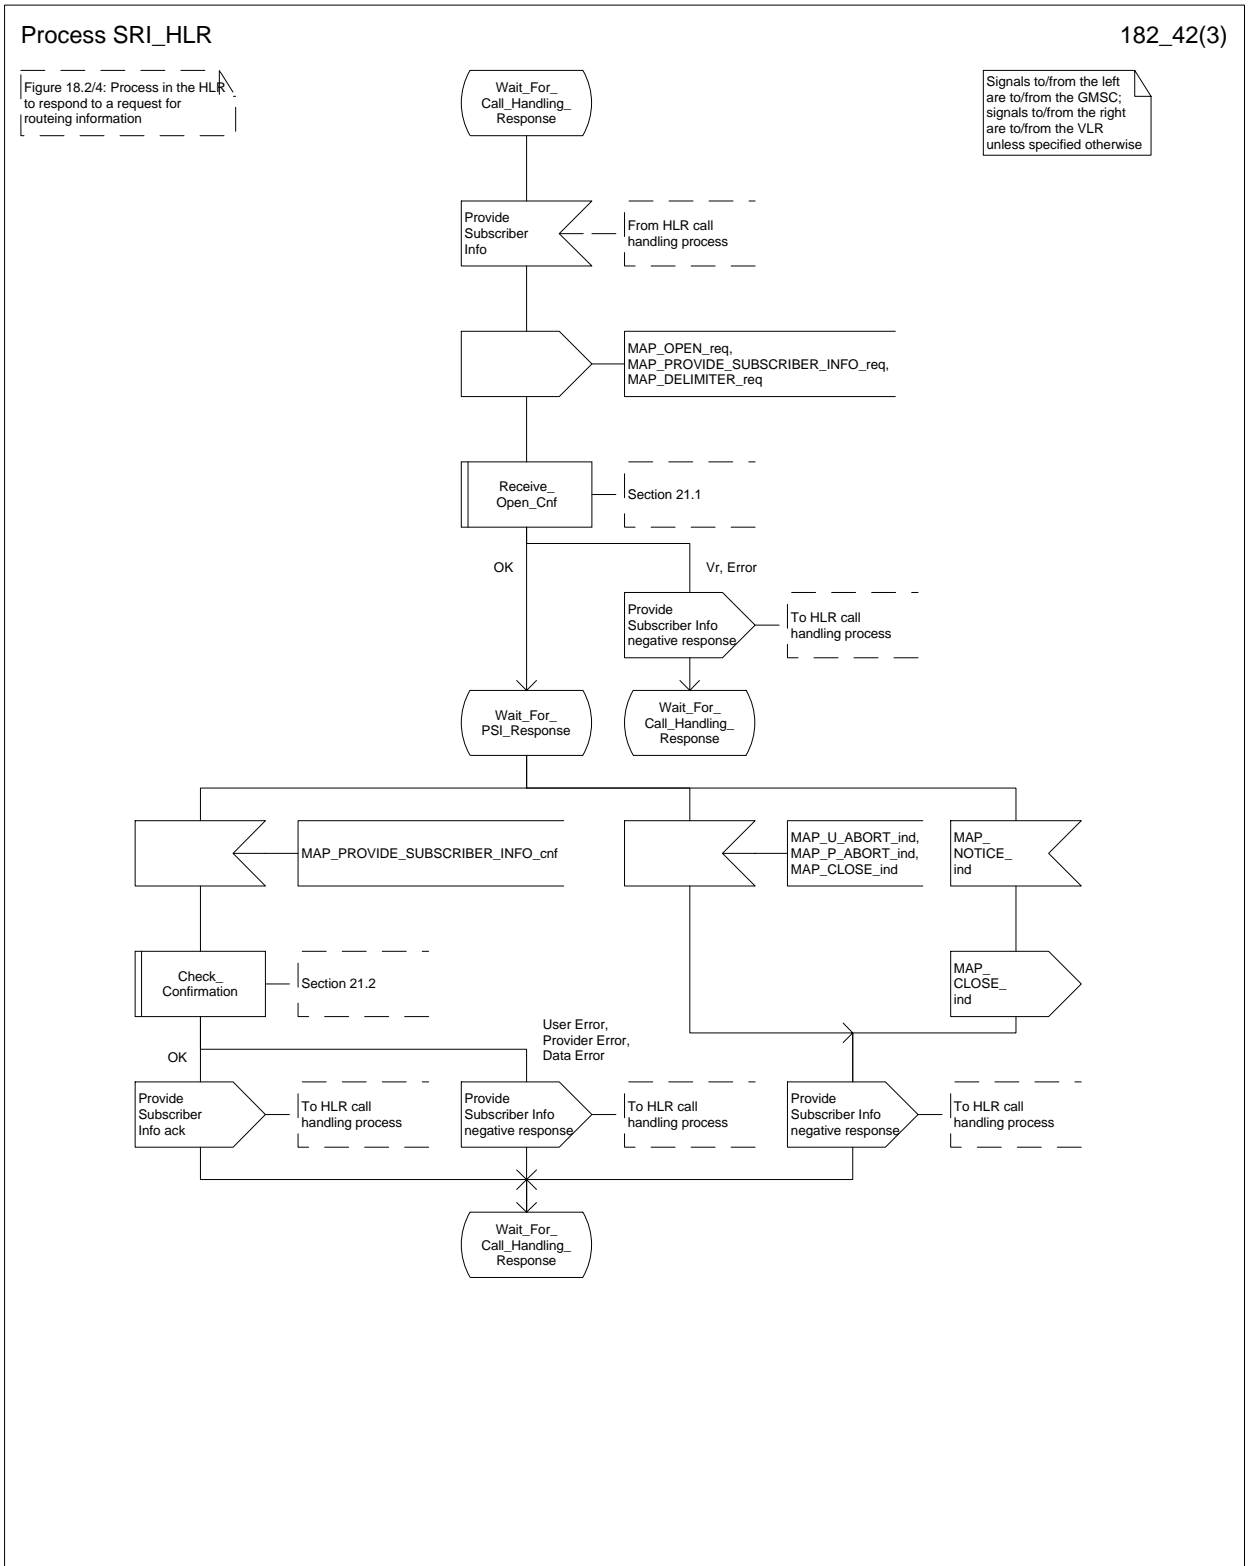 Process SRI_HLR
182_42(3)
Figure 18.2/4: Process in the HLR
to respond to a request for
routeing information
Wait_For_
Call_Handling_
Response
Signals to/from the left
are to/from the GMSC;
signals to/from the right
are to/from the VLR
unless specified otherwise
Provide
Subscriber
Info
From HLR call
handling process
MAP_OPEN_req,
MAP_PROVIDE_SUBSCRIBER_INFO_req,
MAP_DELIMITER_req
Receive_
Open_Cnf
Section 21.1
OK
Vr, Error
Provide
Subscriber Info
negative response
To HLR call
handling process
Wait_For_
PSI_Response
Wait_For_
Call_Handling_
Response
MAP_PROVIDE_SUBSCRIBER_INFO_cnf
MAP_U_ABORT_ind,
MAP_P_ABORT_ind,
MAP_CLOSE_ind
MAP_
NOTICE_
ind
Check_
Confirmation
Section 21.2
MAP_
CLOSE_
ind
OK
User Error,
Provider Error,
Data Error
Provide
Subscriber
Info ack
To HLR call
handling process
Provide
Subscriber Info
negative response
To HLR call
handling process
Provide
Subscriber Info
negative response
To HLR call
handling process
Wait_For_
Call_Handling_
Response